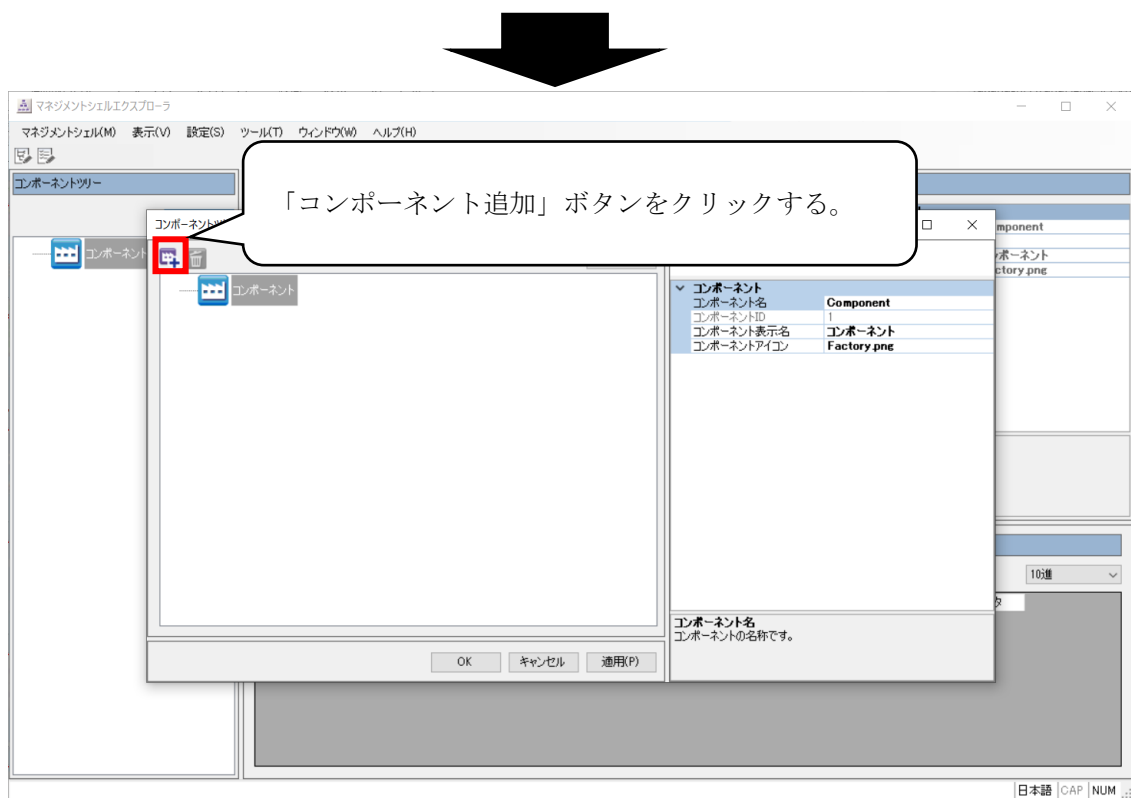 マネジメントシェルエクスプローラ
マネジメントシェル(M) 表示(V) 設定(S) ツール(T) ウィンドウ(W) ヘルプ(H)
コンポーネントツリー
「コンポーネント追加」ボタンをクリックする。
コンポーネントツ
mponent
ポーネント
ctory.png
コンポーネント
コンポーネント
コンポーネント
コンポーネント名 Component
コンポーネントID 1
コンポーネント表示名 コンポーネント
コンポーネントアイコン Factory.png
10進
タ
コンポーネント名
コンポーネントの名称です。
OK キャンセル 適用(P)
日本語 CAP NUM